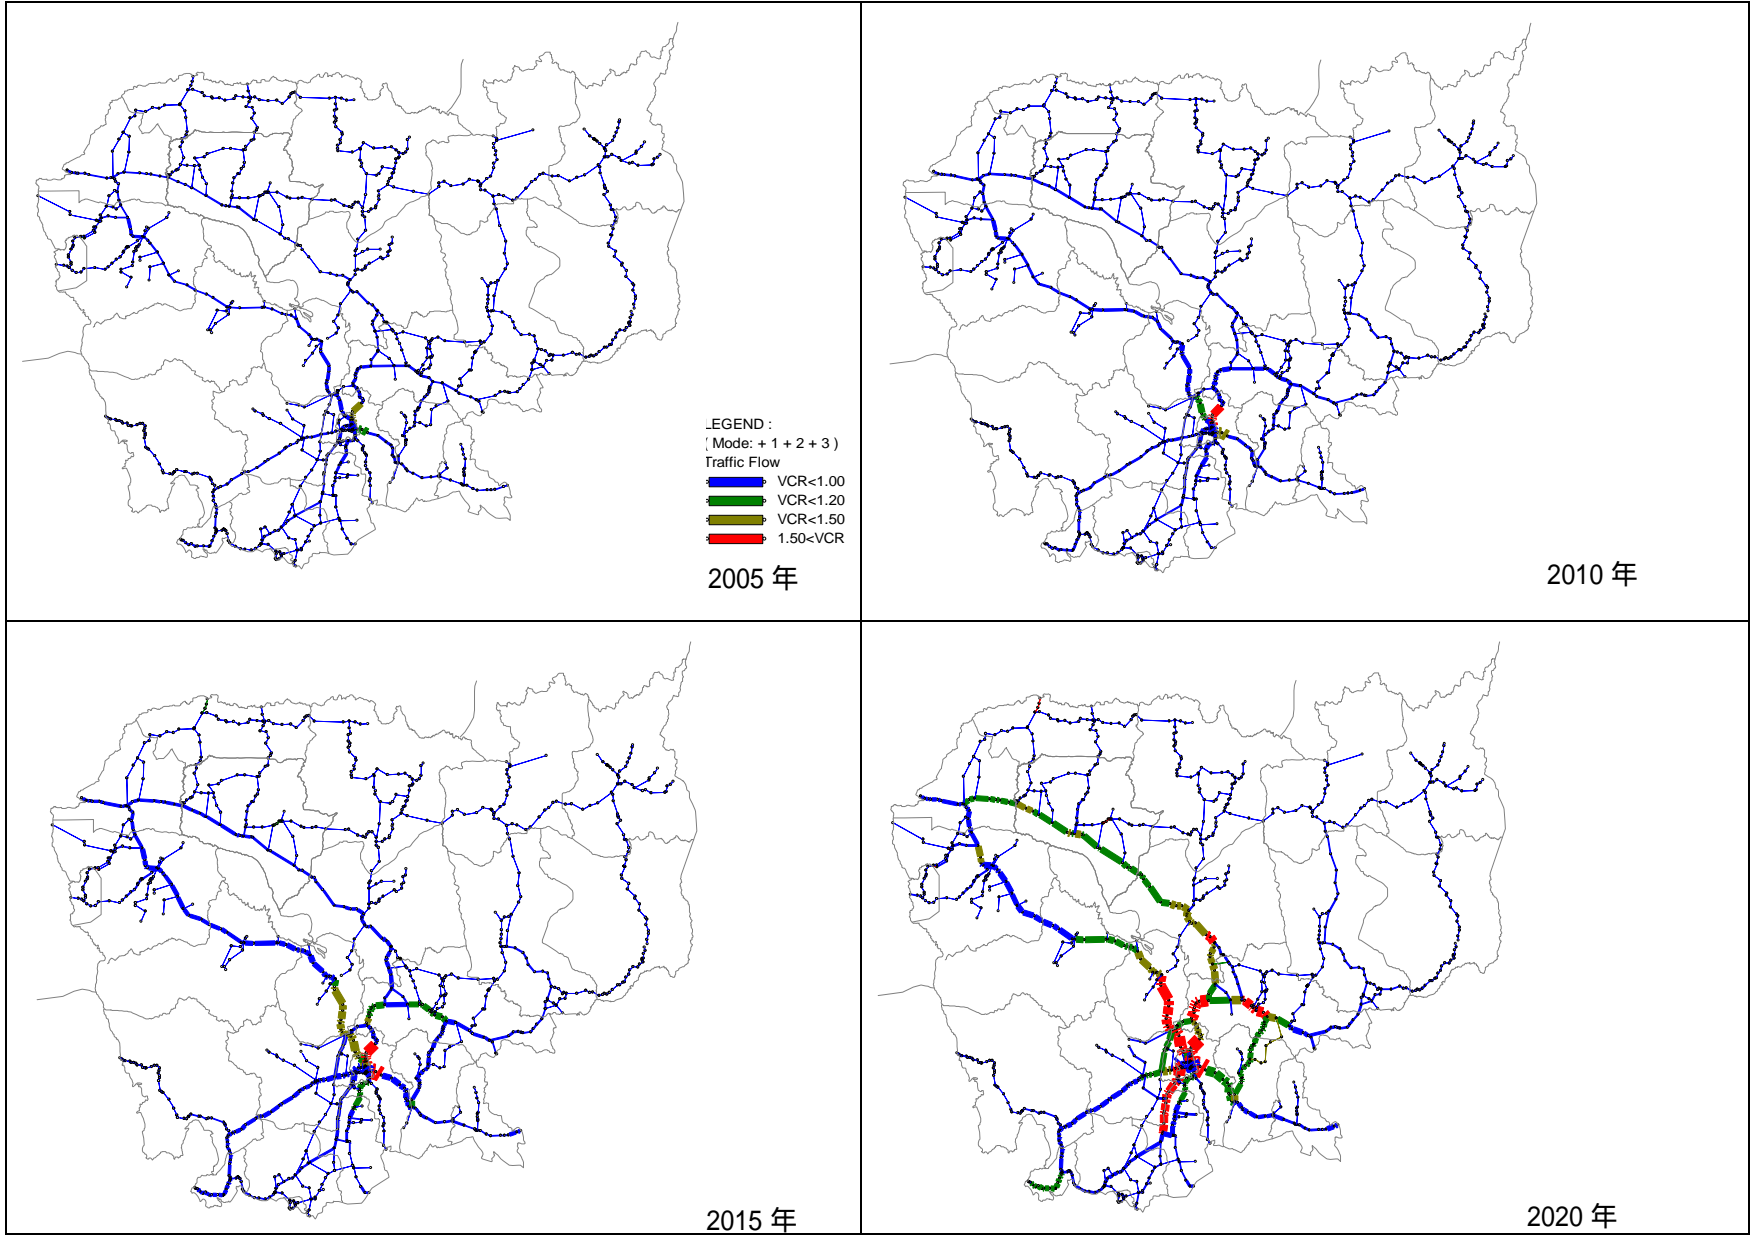 LEGEND :
( Mode: + 1 + 2 + 3 )
Traffic Flow
VCR<1.00
VCR<1.20
VCR<1.50
1.50<VCR
2005 年
2010 年
2015 年
2020 年